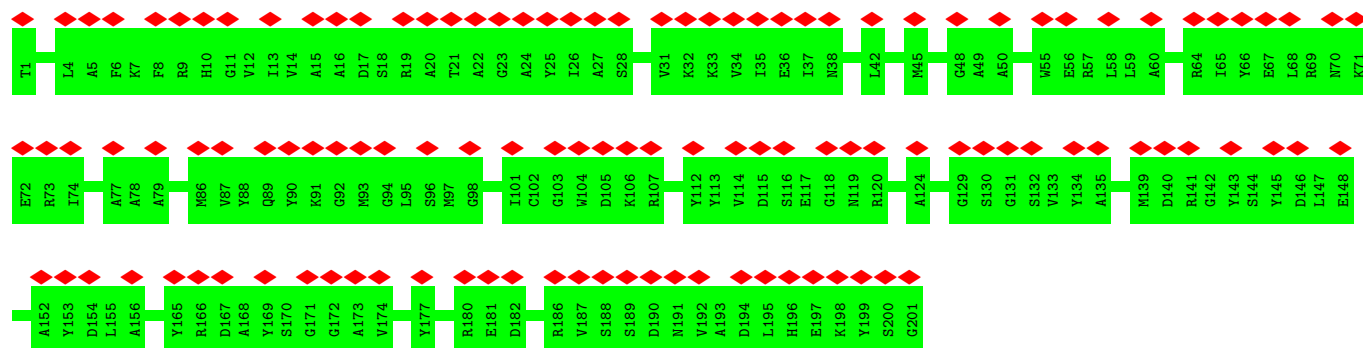 T1 L4 A5 F6 K7 F8 R9 H10 G11 V12 I13 V14 A15 A16 D17 S18 R19 A20 T21 A22 G23 A24 Y25 I26 A27 S28 V31 K32 K33 V34 I35 E36 I37 N38 L42 M45 G48 A49 A50 W55 E56 R57 L58 L59 A60 R64 I65 Y66 E67 L68 R69 N70 K71
E72 R73 I74 A77 A78 A79 M86 V87 Y88 Q89 Y90 K91 G92 M93 G94 L95 S96 M97 G98 I101 C102 G103 W104 D105 K106 R107 Y112 Y113 V114 D115 S116 E117 G118 N119 R120 A124 G129 S130 G131 S132 V133 Y134 A135 M139 D140 R141 G142 Y143 S144 Y145 D146 L147 E148
A152 Y153 D154 L155 A156 Y165 R166 D167 A168 Y169 S170 G171 G172 A173 V174 Y177 R180 E181 D182 R186 V187 S188 S189 D190 N191 V192 A193 D194 L195 H196 E197 K198 Y199 S200 G201